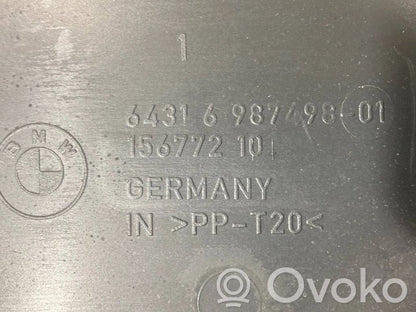 1
6431 6 987498-01
156772 10
BMW
GERMANY
IN >PP-T20<
Ovoko